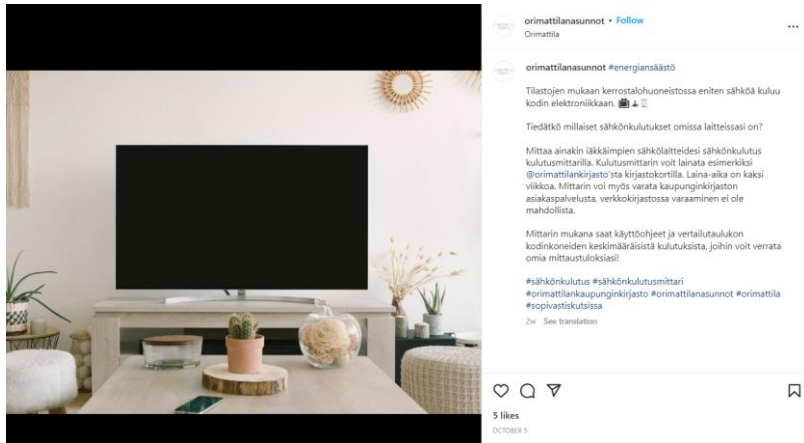 orimattilanasunnot • Follow
Orimattila
orimattilanasunnot #energiansäästö
Tilastojen mukaan kerrostalohuoneistossa eniten sähköä kuluu
kodin elektroniikkaan.
Tiedätkö millaiset sähkönkulutukset omissa laitteissasi on?
Mittaa ainakin iäkkäimpien sähkölaitteidesi sähkönkulutus
kulutusmittarilla. Kulutusmittarin voit lainata esimerkiksi
@orimattilankirjasto'sta kirjastokortilla. Laina-aika on kaksi
viikkoa. Mittarin voi myös varata kaupunginkirjaston
asiakaspalvelusta, verkkokirjastossa varaaminen ei ole
mahdollista.
Mittarin mukana saat käyttöohjeet ja vertailutaulukon
kodinkoneiden keskimääräisistä kulutuksista, joihin voit verrata
omia mittaustuloksiasi!
#sähkönkulutus #sähkönkulutusmittari
#orimattilankaupunginkirjasto #orimattilanasunnot #orimattila
#sopivastiskutsissa
2w See translation
5 likes
OCTOBER 5